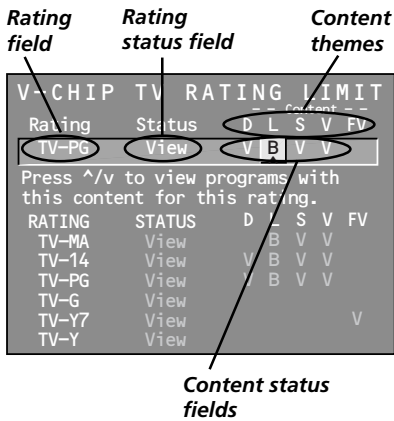 Rating field
Rating status field
Content themes
V-CHIP TV RATING LIMIT
- - Content - -
Rating Status D L S V FV
TV-PG View V B V V
Press ^/v to view programs with
this content for this rating.
RATING STATUS D L S V FV
TV-MA View B V V
TV-14 View V B V V
TV-PG View V B V V
TV-G View
TV-Y7 View V
TV-Y View
Content status
fields